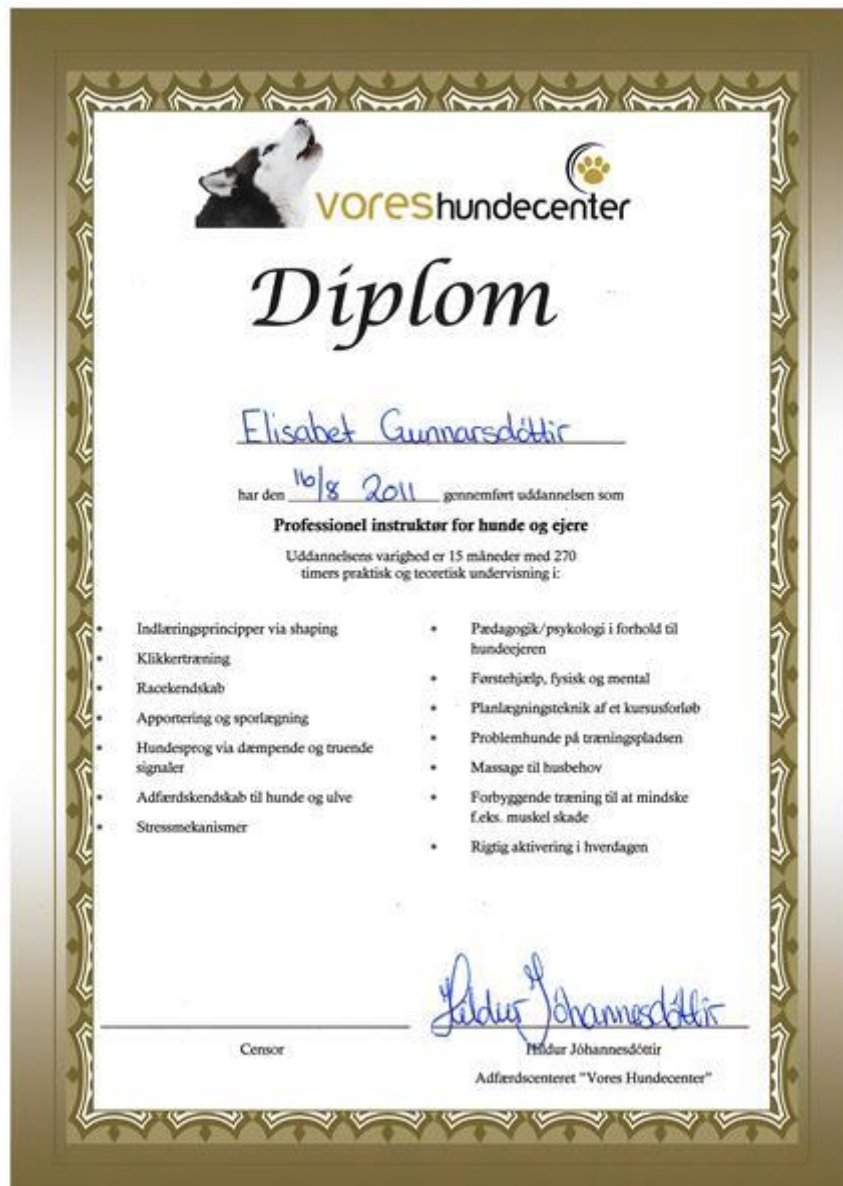 voreshundecenter
Diplom
Elisabet Gunnarsdóttir
har den 16/8 2011 gennemført uddannelsen som
Professionel instruktør for hunde og ejere
Uddannelsens varighed er 15 måneder med 270
timers praktisk og teoretisk undervisning i:
• Indlæringsprincipper via shaping
• Klikkertræning
• Racekendskab
• Apportering og sporlægning
• Hundesprog via dæmpende og truende
signaler
• Adfærdskendskab til hunde og ulve
• Stressmekanismer
• Pædagogik/psykologi i forhold til
hundeejeren
• Førstehjælp, fysisk og mental
• Planlægningsteknik af et kursusforløb
• Problemhunde på træningspladsen
• Massage til husbehov
• Forbyggende træning til at mindske
f.eks. muskel skade
• Rigtig aktivering i hverdagen
Censor
Hildur Jóhannesdóttir
Hildur Jóhannesdóttir
Adfærdscenteret "Vores Hundecenter"